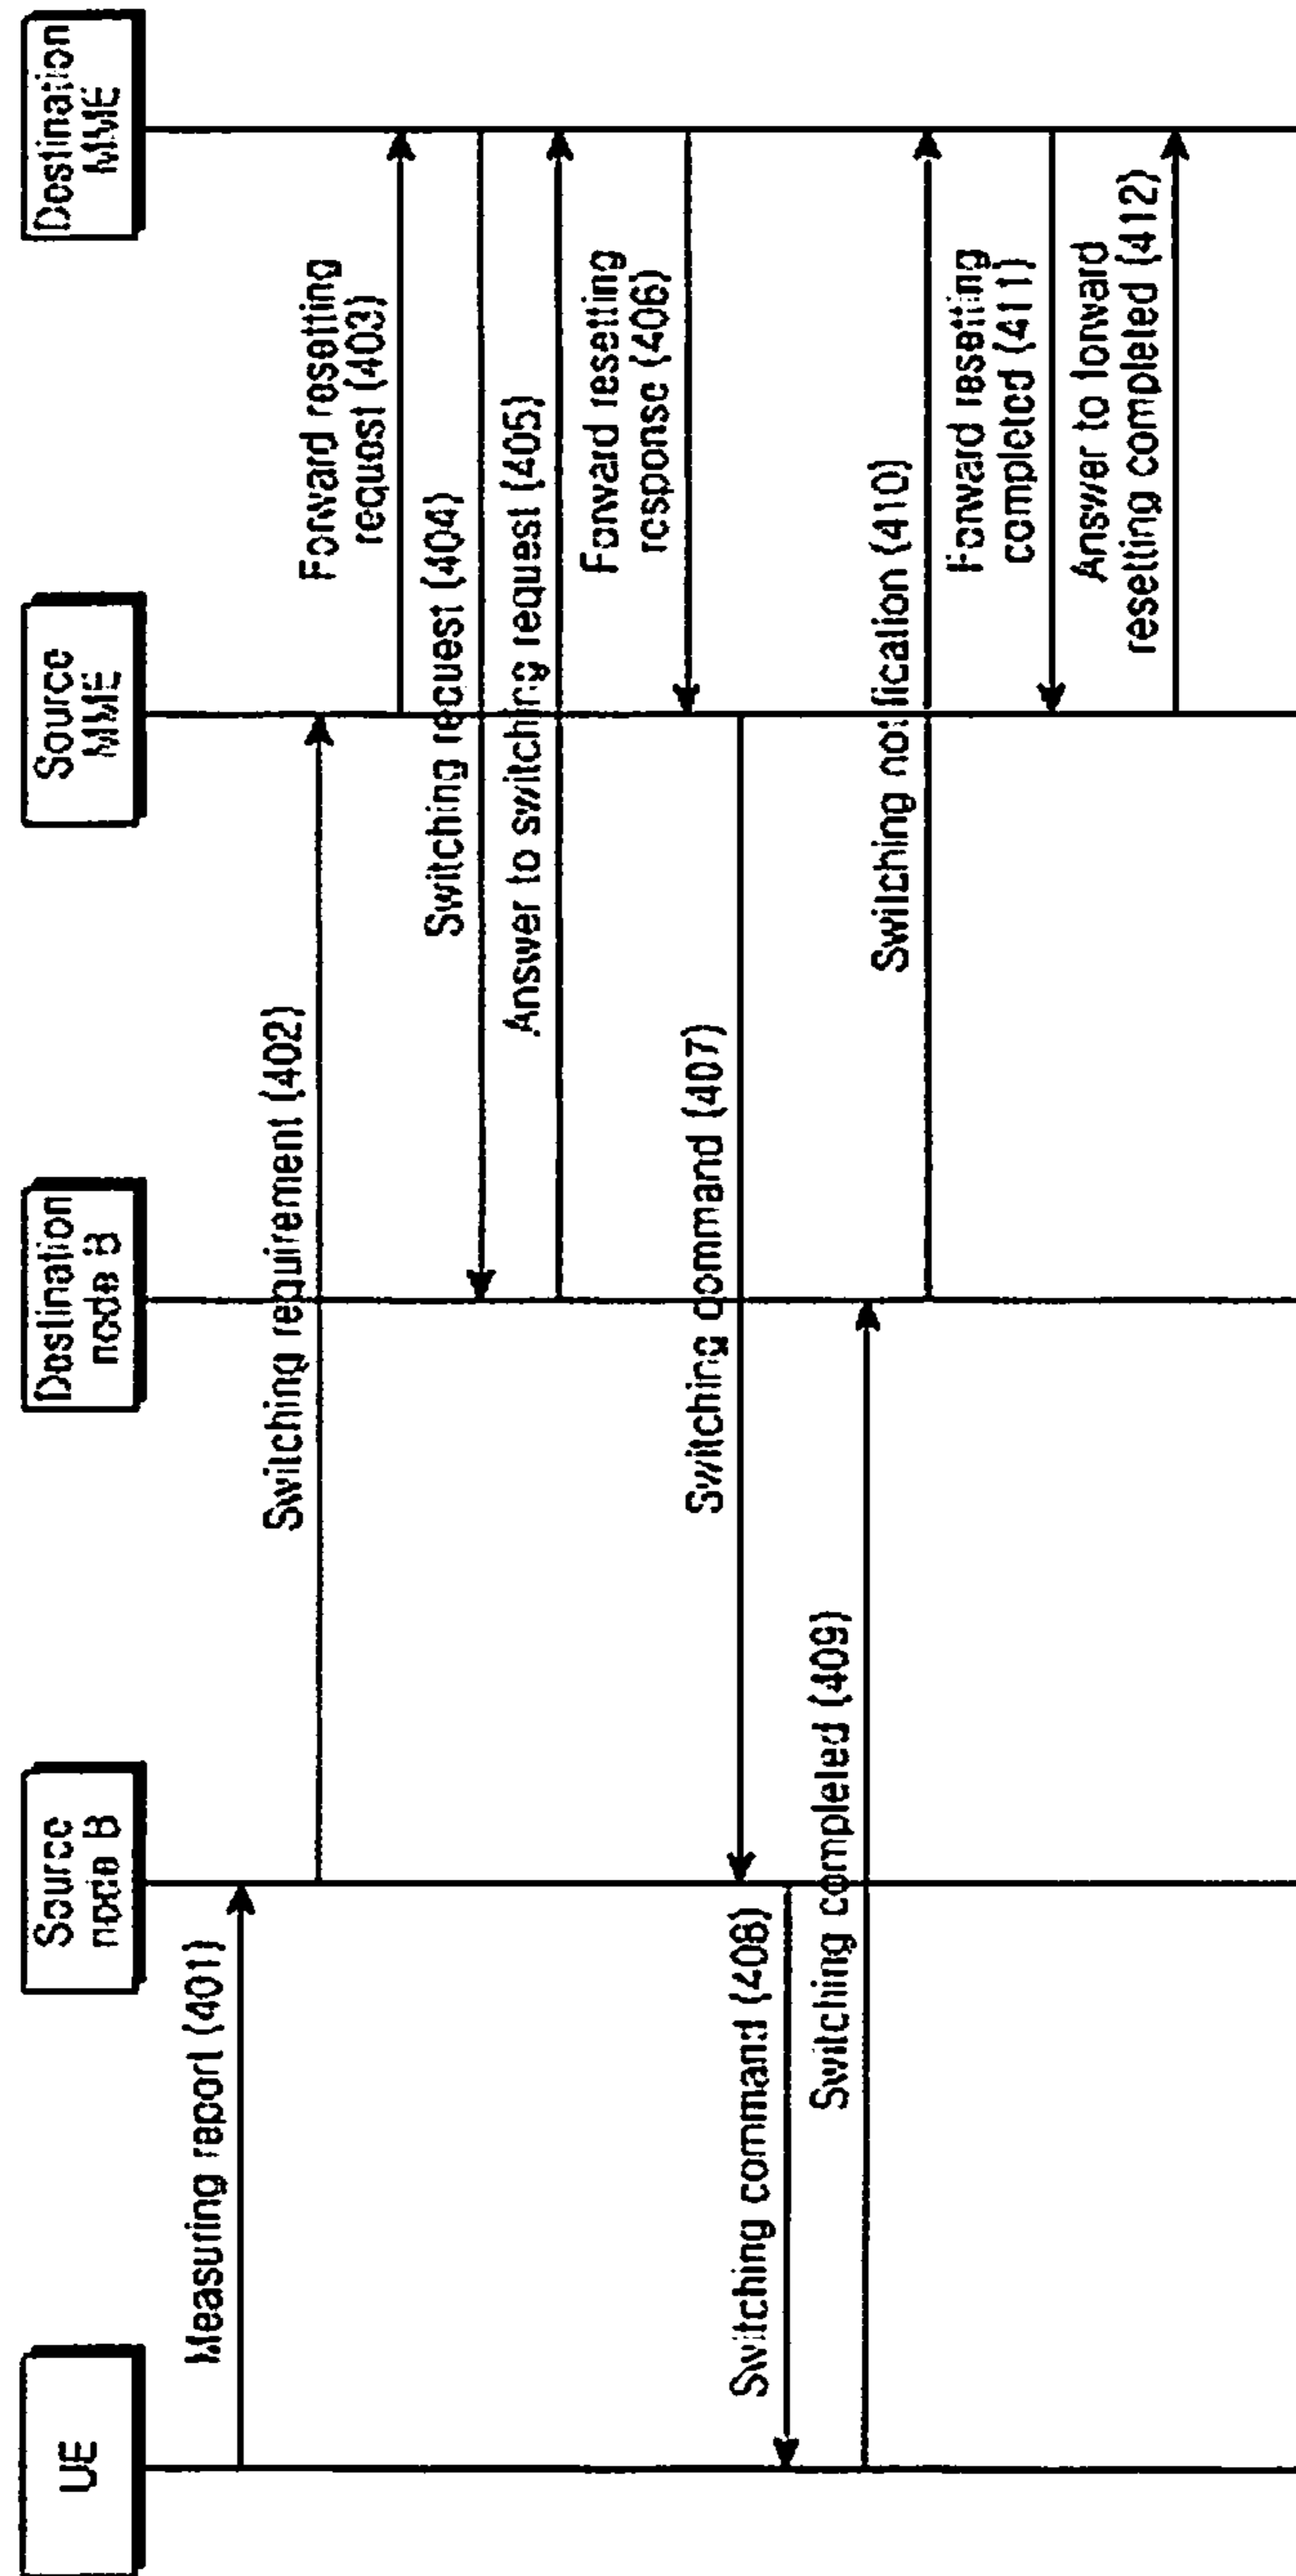 UE
Source
node B
Destination
node B
Source
MME
Destination
MME
Measuring report (401)
Switching requirement (402)
Forward resetting
request (403)
Switching request (404)
Answer to switching request (405)
Forward resetting
response (406)
Switching command (407)
Switching command (408)
Switching completed (409)
Switching notification (410)
Forward resetting
completed (411)
Answer to forward
resetting completed (412)